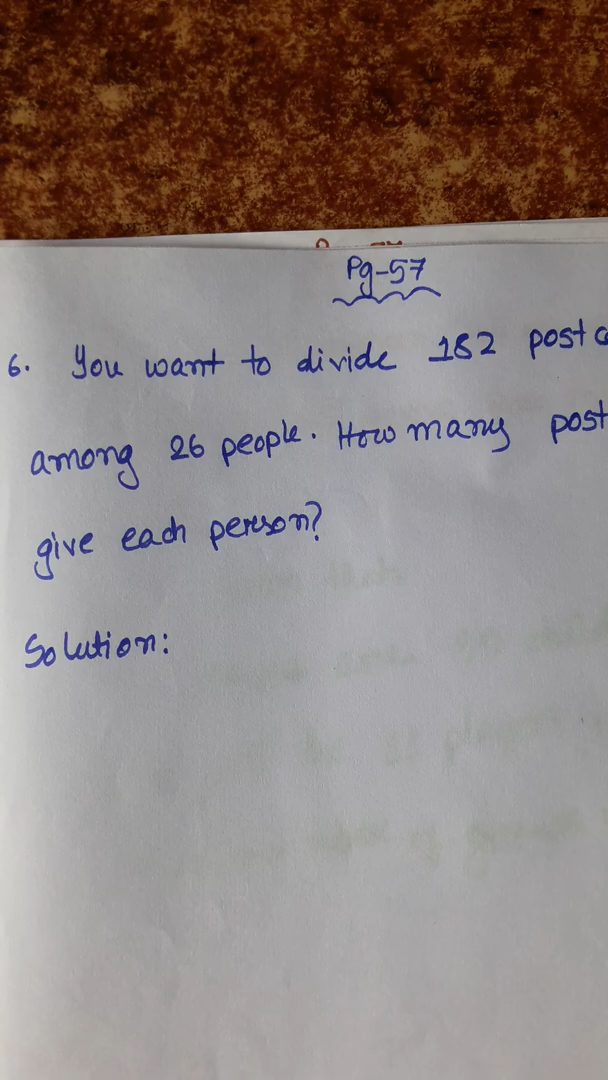 Pg-57
6. You want to divide 182 post c
among 26 people. How many post
give each person?
Solution: